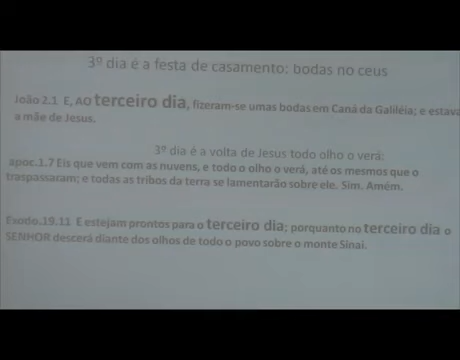 3º dia é a festa de casamento: bodas no ceus
João 2.1 E, AO terceiro dia, fizeram-se umas bodas em Caná da Galiléia; e estava
a mãe de Jesus.
3º dia é a volta de Jesus todo olho o verá:
apoc.1.7 Eis que vem com as nuvens, e todo o olho o verá, até os mesmos que o
traspassaram; e todas as tribos da terra se lamentarão sobre ele. Sim. Amém.
Exodo.19.11 E estejam prontos para o terceiro dia; porquanto no terceiro dia o
SENHOR descerá diante dos olhos de todo o povo sobre o monte Sinai.